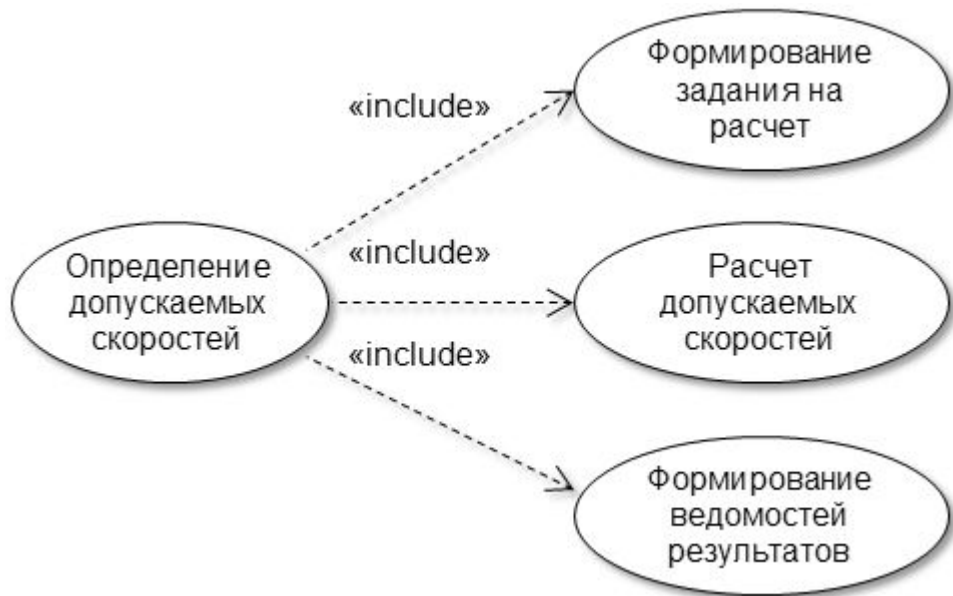 Формирование
задания на
расчет
«include»
Определение
допускаемых
скоростей
«include»
Расчет
допускаемых
скоростей
«include»
Формирование
ведомостей
результатов